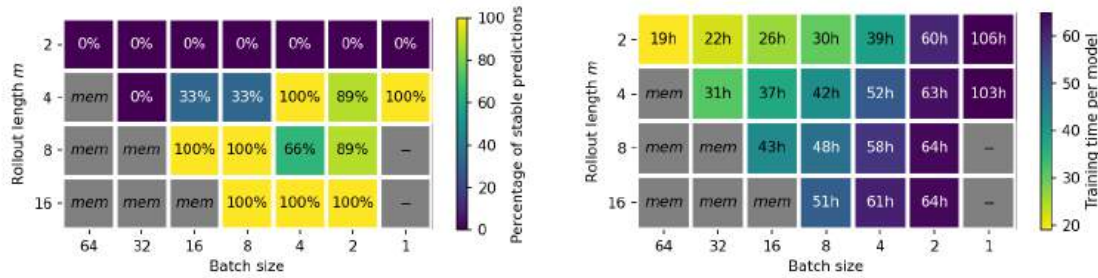 2 0% 0% 0% 0% 0% 0% 0%
4 mem 0% 33% 33% 100% 89% 100%
8 mem mem 100% 100% 66% 89% --
16 mem mem mem 100% 100% 100% --
64 32 16 8 4 2 1
Batch size
Rollout length m
100
80
60
40
20
0
Percentage of stable predictions
2 19h 22h 26h 30h 39h 60h 106h
4 mem 31h 37h 42h 52h 63h 103h
8 mem mem 43h 48h 58h 64h --
16 mem mem mem 51h 61h 64h --
64 32 16 8 4 2 1
Batch size
Rollout length m
60
50
40
30
20
Training time per model